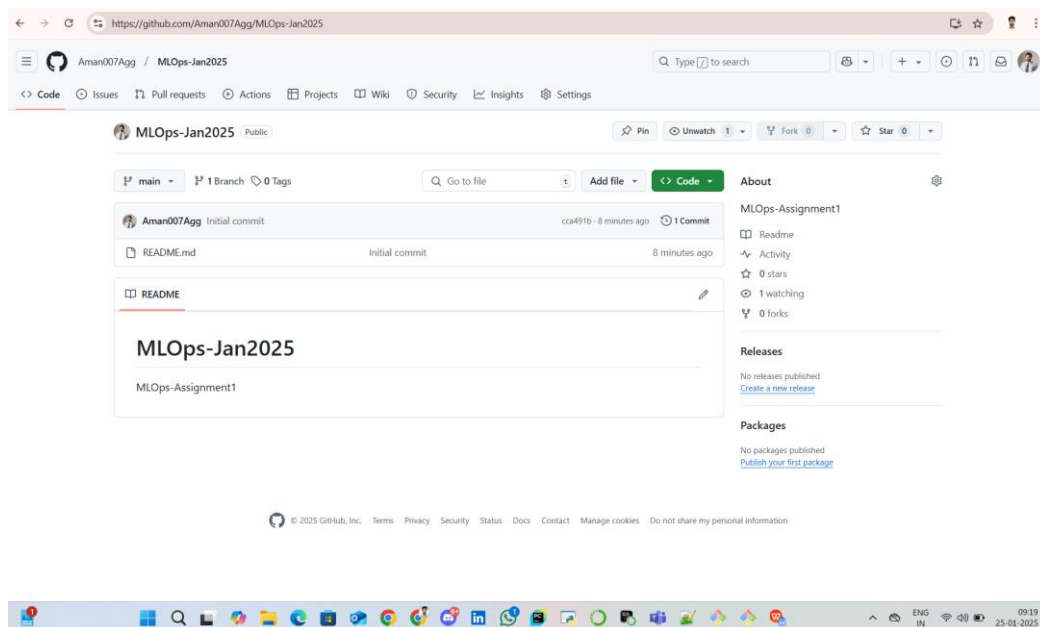 https://github.com/Aman007Agg/MLOps-Jan2025
Aman007Agg / MLOps-Jan2025
Type / to search
Code Issues Pull requests Actions Projects Wiki Security Insights Settings
MLOps-Jan2025 Public
Pin Unwatch 1 Fork 0 Star 0
main 1 Branch 0 Tags Go to file t Add file Code
Aman007Agg Initial commit cca491b · 8 minutes ago 1 Commit
README.md Initial commit 8 minutes ago
README
MLOps-Jan2025
MLOps-Assignment1
About
MLOps-Assignment1
Readme
Activity
0 stars
1 watching
0 forks
Releases
No releases published
Create a new release
Packages
No packages published
Publish your first package
© 2025 GitHub, Inc. Terms Privacy Security Status Docs Contact Manage cookies Do not share my personal information
ENG
IN
09:19
25-01-2025